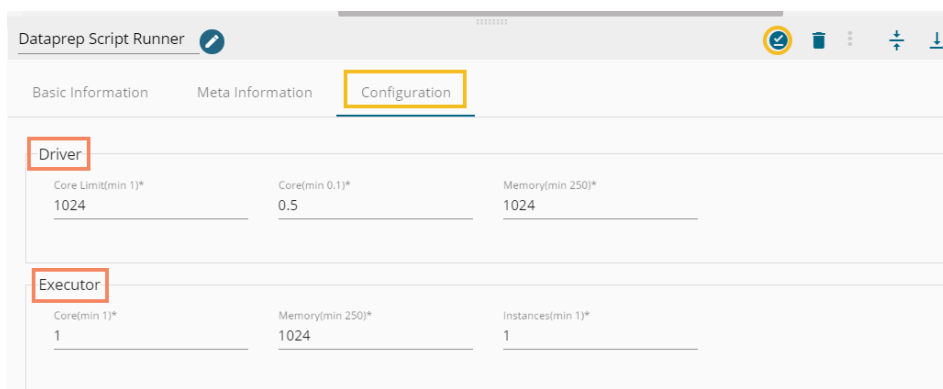 Dataprep Script Runner
Basic Information Meta Information Configuration
Driver
Core Limit(min 1)* Core(min 0.1)* Memory(min 250)*
1024 0.5 1024
Executor
Core(min 1)* Memory(min 250)* Instances(min 1)*
1 1024 1